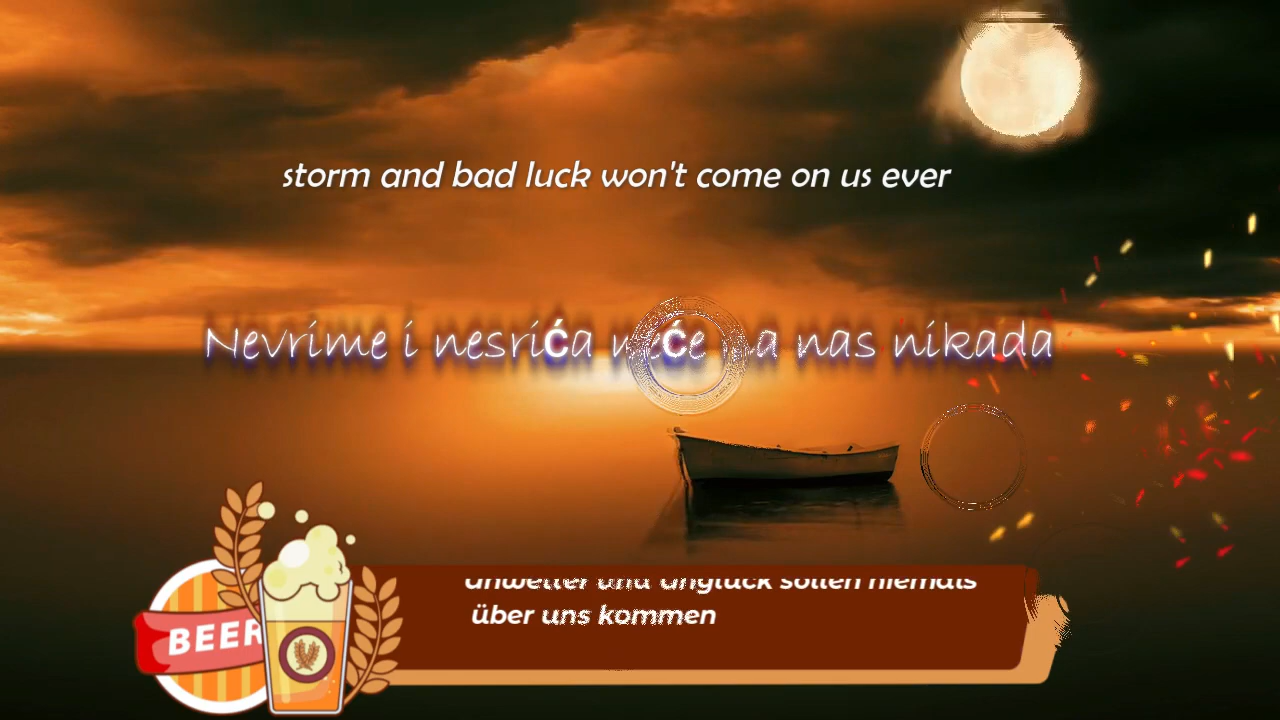 storm and bad luck won't come on us ever
Nevrime i nesrića neće na nas nikada
BEER
unwetter und unglück sollen niemals
über uns kommen